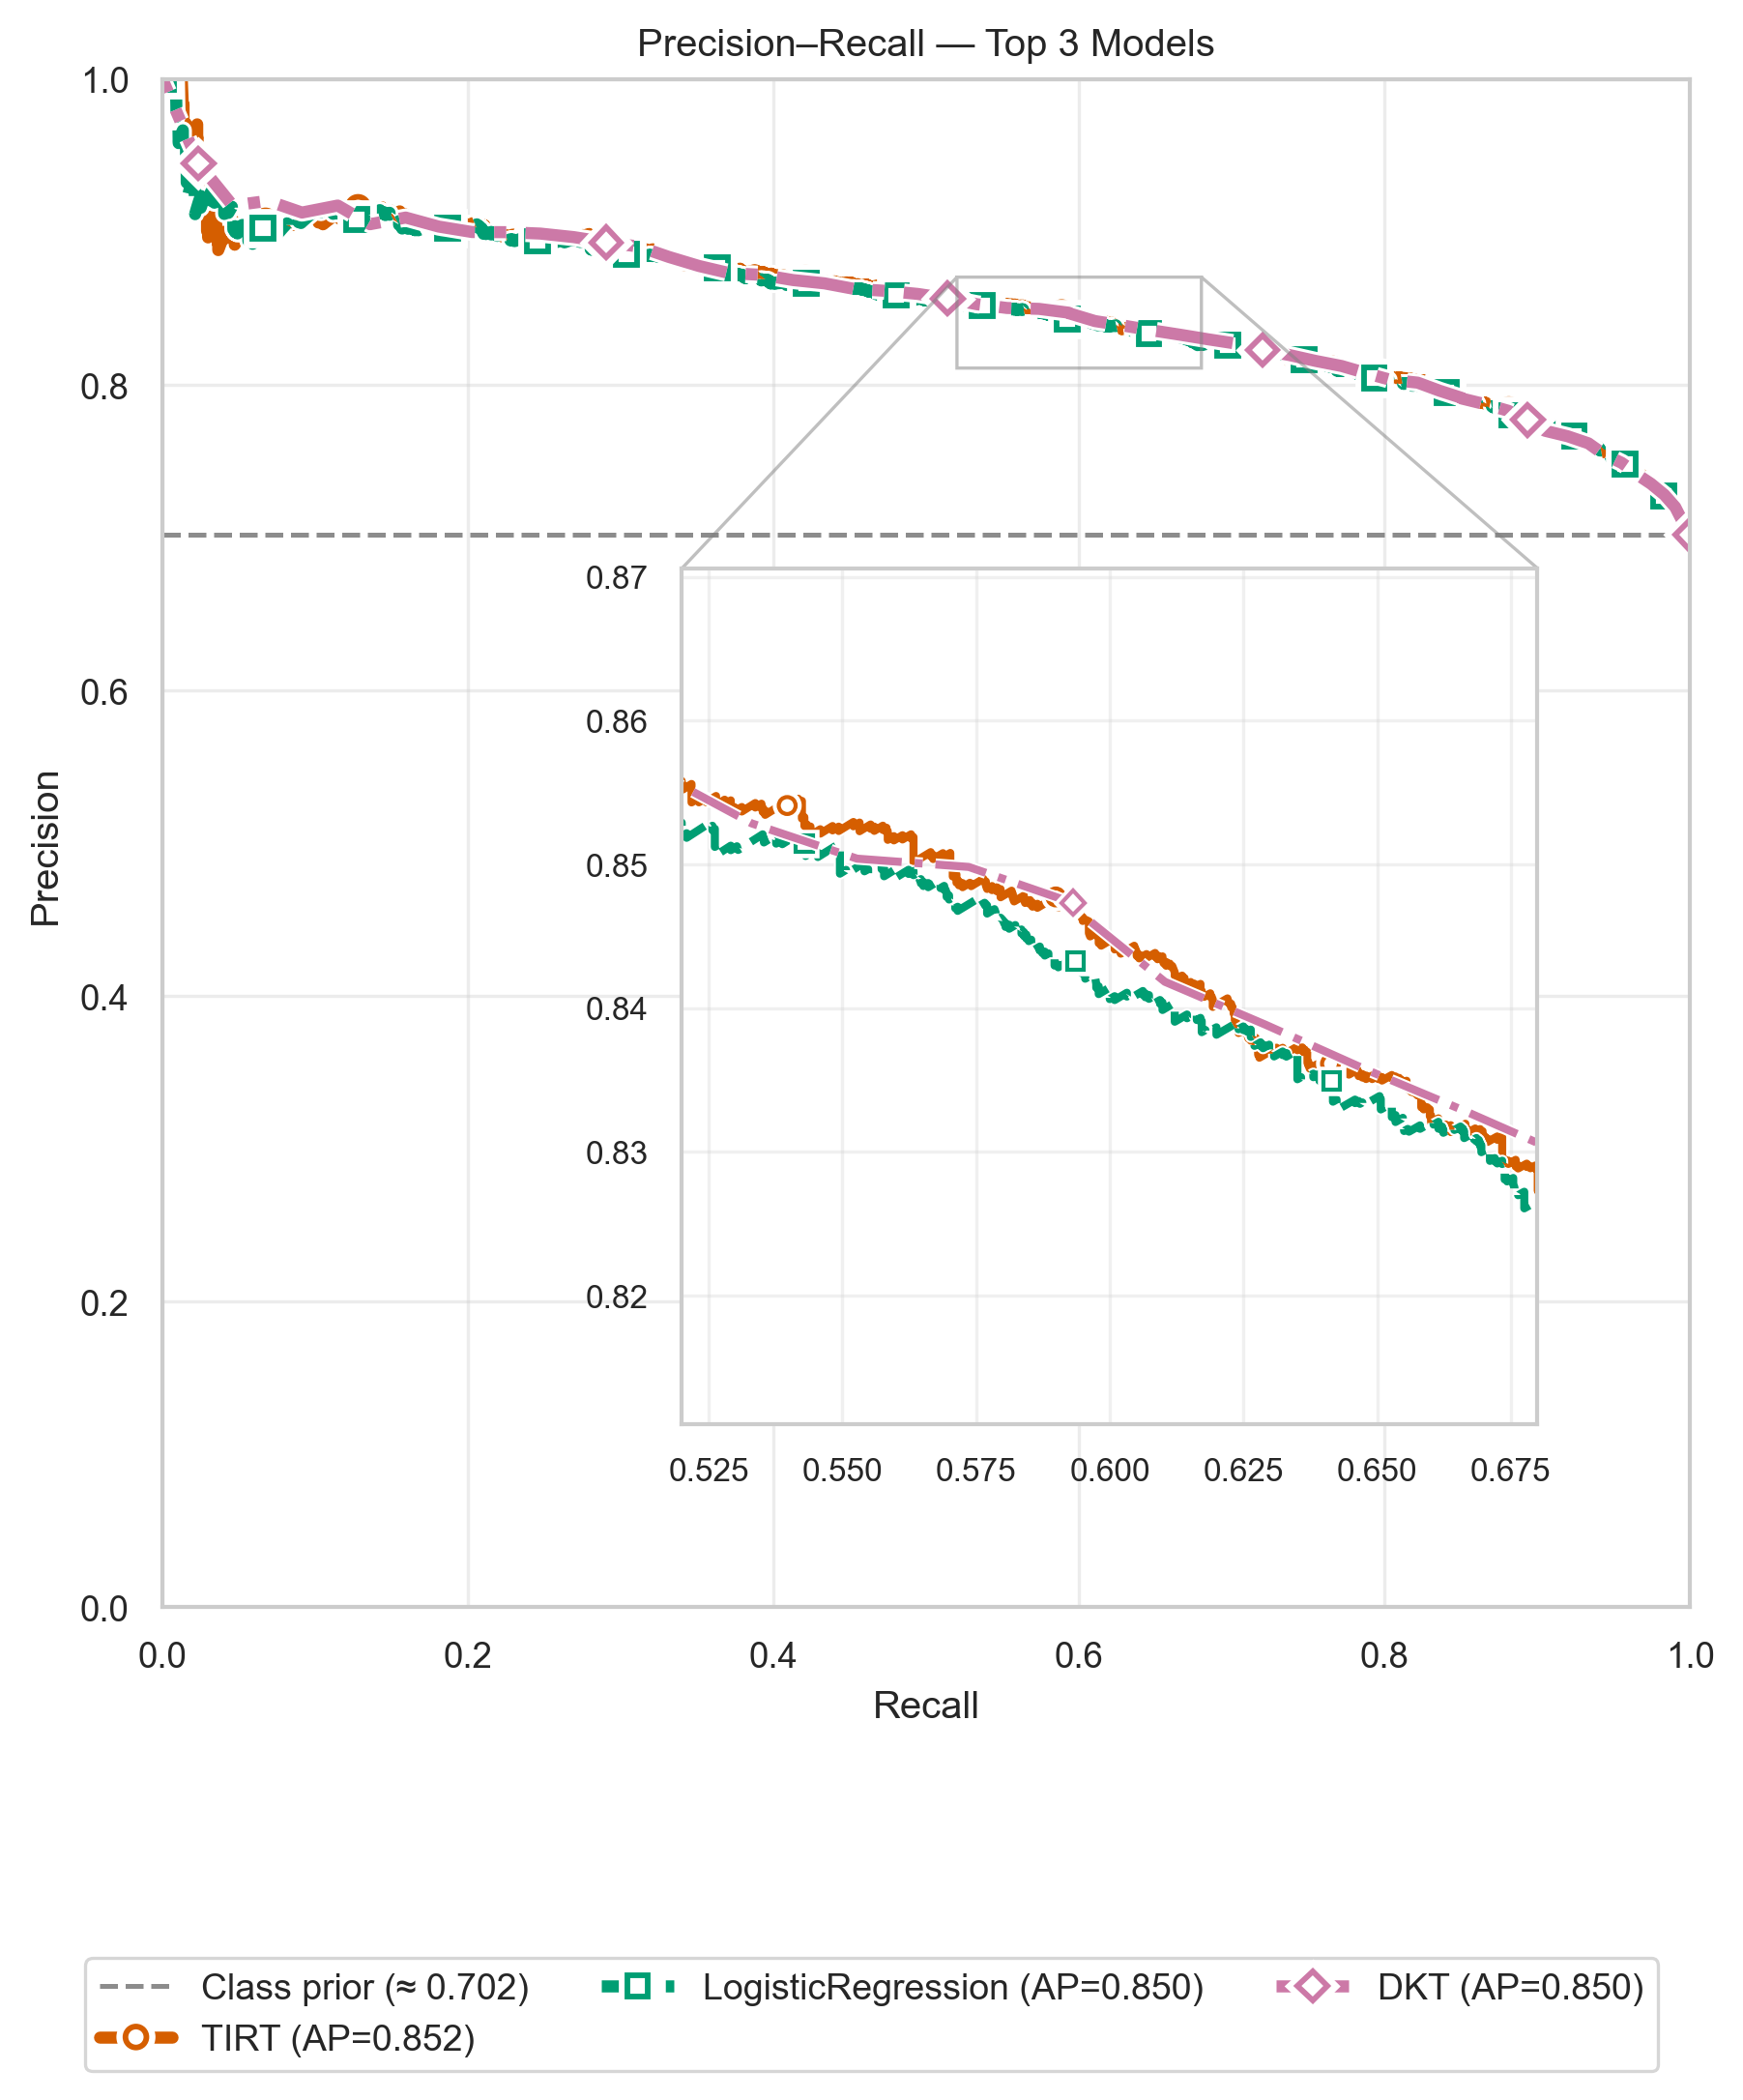 Precision–Recall — Top 3 Models
1.0
0.8
0.6
0.4
0.2
0.0
Precision
0.87
0.86
0.85
0.84
0.83
0.82
0.525 0.550 0.575 0.600 0.625 0.650 0.675
0.0 0.2 0.4 0.6 0.8 1.0
Recall
Class prior (≈ 0.702) LogisticRegression (AP=0.850) DKT (AP=0.850)
TIRT (AP=0.852)